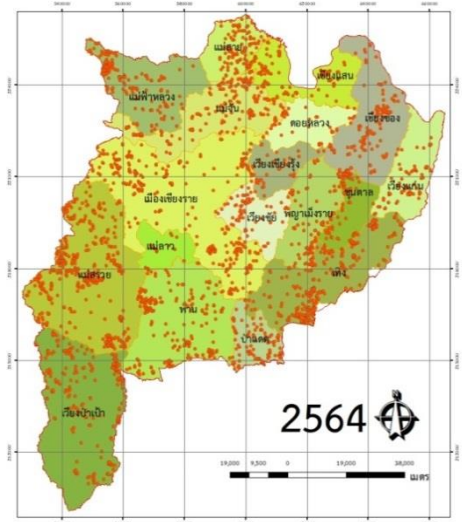 แม่สาย
เชียงแสน
แม่ฟ้าหลวง
แม่จัน
เชียงของ
ดอยหลวง
เวียงเชียงรุ้ง
เวียงแก่น
เมืองเชียงราย
ขุนตาล
เวียงชัย
พญาเม็งราย
แม่ลาว
แม่สรวย
เทิง
พาน
ป่าแดด
เวียงป่าเป้า
2564
19,000 9,500 0 19,000 38,000
เมตร